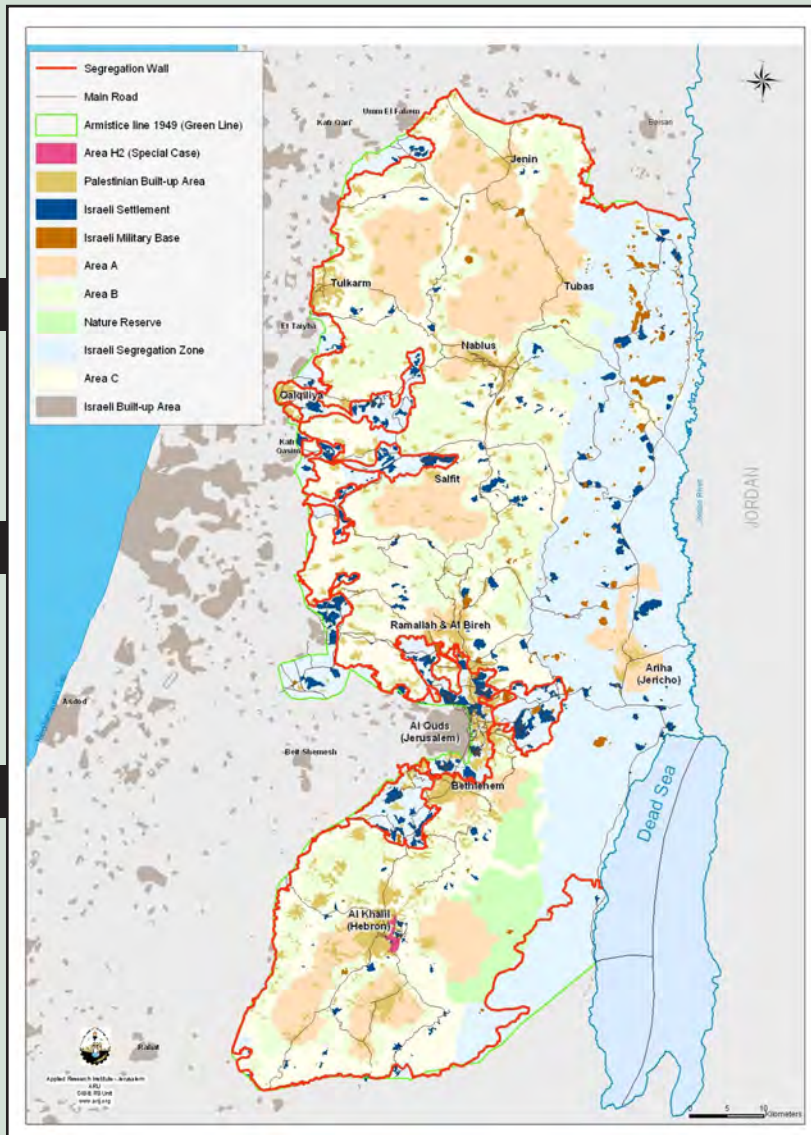 Segregation Wall
Main Road
Armistice line 1949 (Green Line)
Area H2 (Special Case)
Palestinian Built-up Area
Israeli Settlement
Israeli Military Base
Area A
Area B
Nature Reserve
Israeli Segregation Zone
Area C
Israeli Built-up Area
Umm El Fahem
Kafr Qari'
Beisan
Jenin
Tulkarm
Tubas
Et Taiyba
Nablus
Qalqiliya
Kafr
Qasim
Salfit
JORDAN
Jordan River
Ramallah & Al Bireh
Ariha
(Jericho)
Asdod
Al Quds
(Jerusalem)
Beit Shemesh
Bethlehem
Dead Sea
Al Khalil
(Hebron)
Rahat
Applied Research Institute - Jerusalem
ARIJ
GIS& RS Unit
www.arij.org
0 5 10
Kilometers